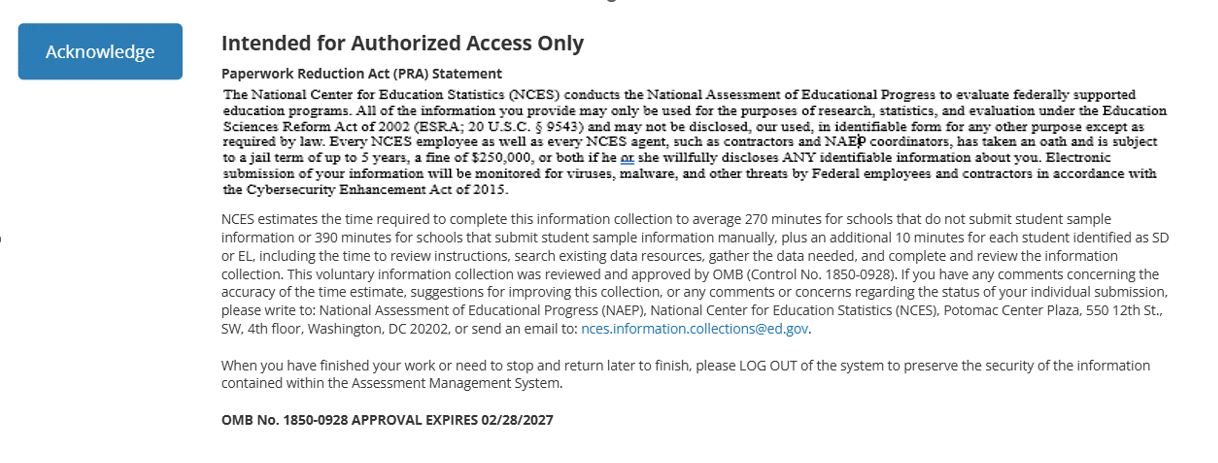 Acknowledge
Intended for Authorized Access Only
Paperwork Reduction Act (PRA) Statement
The National Center for Education Statistics (NCES) conducts the National Assessment of Educational Progress to evaluate federally supported
education programs. All of the information you provide may only be used for the purposes of research, statistics, and evaluation under the Education
Sciences Reform Act of 2002 (ESRA; 20 U.S.C. § 9543) and may not be disclosed, our used, in identifiable form for any other purpose except as
required by law. Every NCES employee as well as every NCES agent, such as contractors and NAEP coordinators, has taken an oath and is subject
to a jail term of up to 5 years, a fine of $250,000, or both if he or she willfully discloses ANY identifiable information about you. Electronic
submission of your information will be monitored for viruses, malware, and other threats by Federal employees and contractors in accordance with
the Cybersecurity Enhancement Act of 2015.
NCES estimates the time required to complete this information collection to average 270 minutes for schools that do not submit student sample
information or 390 minutes for schools that submit student sample information manually, plus an additional 10 minutes for each student identified as SD
or EL, including the time to review instructions, search existing data resources, gather the data needed, and complete and review the information
collection. This voluntary information collection was reviewed and approved by OMB (Control No. 1850-0928). If you have any comments concerning the
accuracy of the time estimate, suggestions for improving this collection, or any comments or concerns regarding the status of your individual submission,
please write to: National Assessment of Educational Progress (NAEP), National Center for Education Statistics (NCES), Potomac Center Plaza, 550 12th St.,
SW, 4th floor, Washington, DC 20202, or send an email to: nces.information.collections@ed.gov.
When you have finished your work or need to stop and return later to finish, please LOG OUT of the system to preserve the security of the information
contained within the Assessment Management System.
OMB No. 1850-0928 APPROVAL EXPIRES 02/28/2027